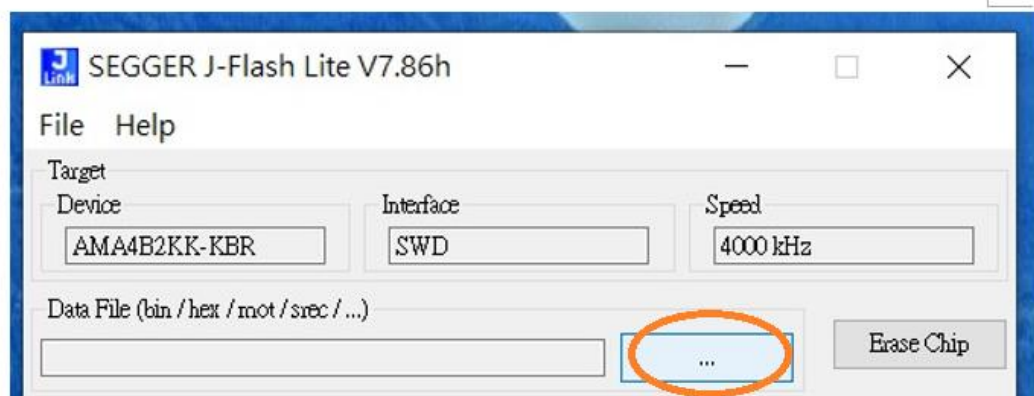 J Link SEGGER J-Flash Lite V7.86h
File Help
Target
Device Interface Speed
AMA4B2KK-KBR SWD 4000 kHz
Data File (bin / hex / mot / srec / ...)
... Erase Chip